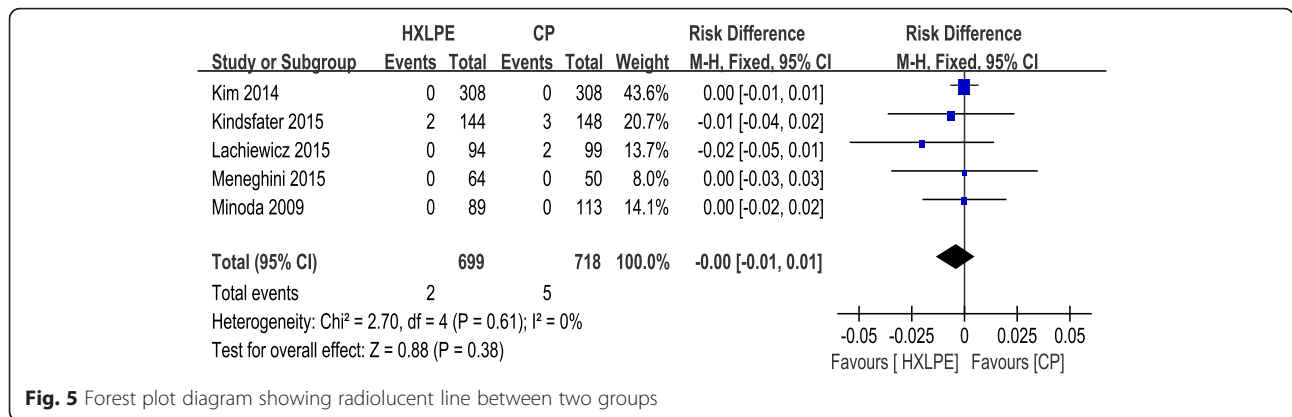 HXLPE CP Risk Difference Risk Difference
Study or Subgroup Events Total Events Total Weight M-H, Fixed, 95% CI M-H, Fixed, 95% CI
Kim 2014 0 308 0 308 43.6% 0.00 [-0.01, 0.01]
Kindsfater 2015 2 144 3 148 20.7% -0.01 [-0.04, 0.02]
Lachiewicz 2015 0 94 2 99 13.7% -0.02 [-0.05, 0.01]
Meneghini 2015 0 64 0 50 8.0% 0.00 [-0.03, 0.03]
Minoda 2009 0 89 0 113 14.1% 0.00 [-0.02, 0.02]
Total (95% CI) 699 718 100.0% -0.00 [-0.01, 0.01]
Total events 2 5
Heterogeneity: Chi² = 2.70, df = 4 (P = 0.61); I² = 0%
Test for overall effect: Z = 0.88 (P = 0.38)
-0.05 -0.025 0 0.025 0.05
Favours [ HXLPE] Favours [CP]
Fig. 5 Forest plot diagram showing radiolucent line between two groups